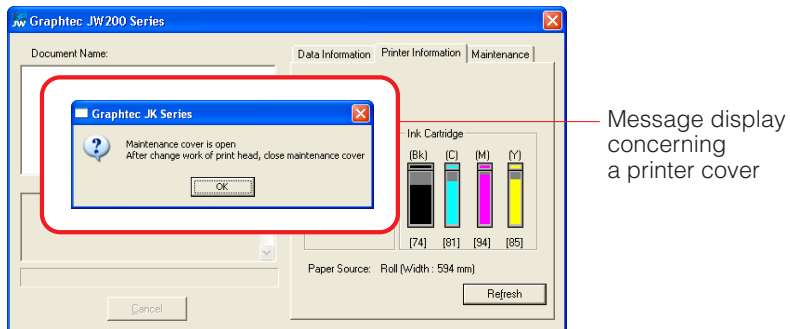 JW Graphtec JW200 Series
Document Name:
Data Information Printer Information Maintenance
Graphtec JK Series
Maintenance cover is open
After change work of print head, close maintenance cover
OK
Ink Cartridge
(Bk) (C) (M) (Y)
[74] [81] [94] [85]
Paper Source: Roll (Width : 594 mm)
Refresh
Cancel
Message display
concerning
a printer cover